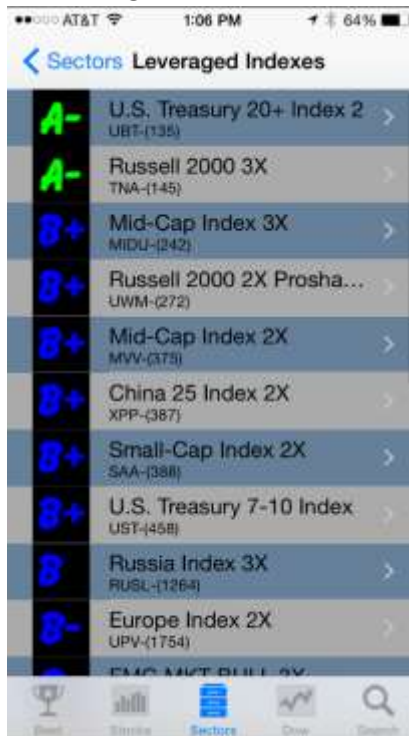 AT&T 1:06 PM 64%
Sectors Leveraged Indexes
A- U.S. Treasury 20+ Index 2
UBT-(135)
A- Russell 2000 3X
TNA-(145)
B+ Mid-Cap Index 3X
MIDU-(242)
B+ Russell 2000 2X Prosha...
UWM-(272)
B+ Mid-Cap Index 2X
MVV-(375)
B+ China 25 Index 2X
XPP-(387)
B+ Small-Cap Index 2X
SAA-(388)
B+ U.S. Treasury 7-10 Index
UST-(458)
B Russia Index 3X
RUSL-(1264)
B- Europe Index 2X
UPV-(1754)
Sectors
Search